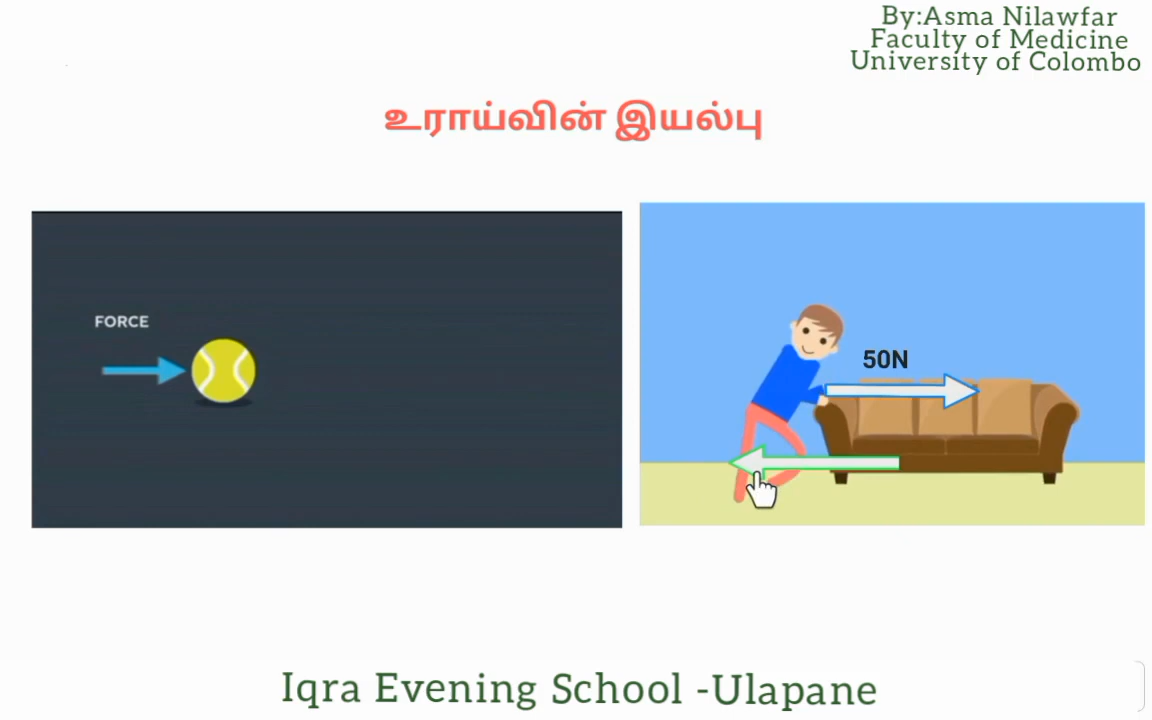 By:Asma Nilawfar
Faculty of Medicine
University of Colombo
உராய்வின் இயல்பு
FORCE
50N
Iqra Evening School -Ulapane